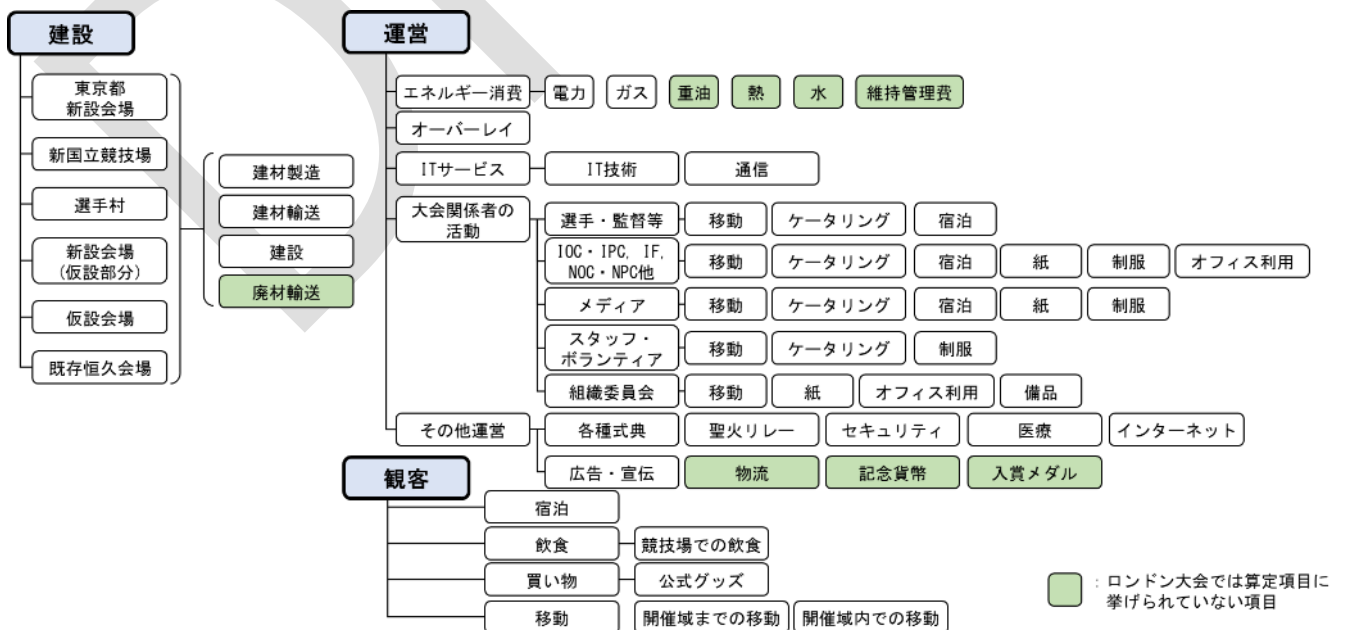 建設
東京都
新設会場
新国立競技場
選手村
新設会場
(仮設部分)
仮設会場
既存恒久会場
建材製造
建材輸送
建設
廃材輸送
運営
エネルギー消費
電力
ガス
重油
熱
水
維持管理費
オーバーレイ
ITサービス
IT技術
通信
大会関係者の
活動
選手・監督等
移動
ケータリング
宿泊
IOC・IPC, IF,
NOC・NPC他
移動
ケータリング
宿泊
紙
制服
オフィス利用
メディア
移動
ケータリング
宿泊
紙
制服
スタッフ・
ボランティア
移動
ケータリング
制服
組織委員会
移動
紙
オフィス利用
備品
その他運営
各種式典
聖火リレー
セキュリティ
医療
インターネット
広告・宣伝
物流
記念貨幣
入賞メダル
観客
宿泊
飲食
競技場での飲食
買い物
公式グッズ
移動
開催域までの移動
開催域内での移動
：ロンドン大会では算定項目に
挙げられていない項目